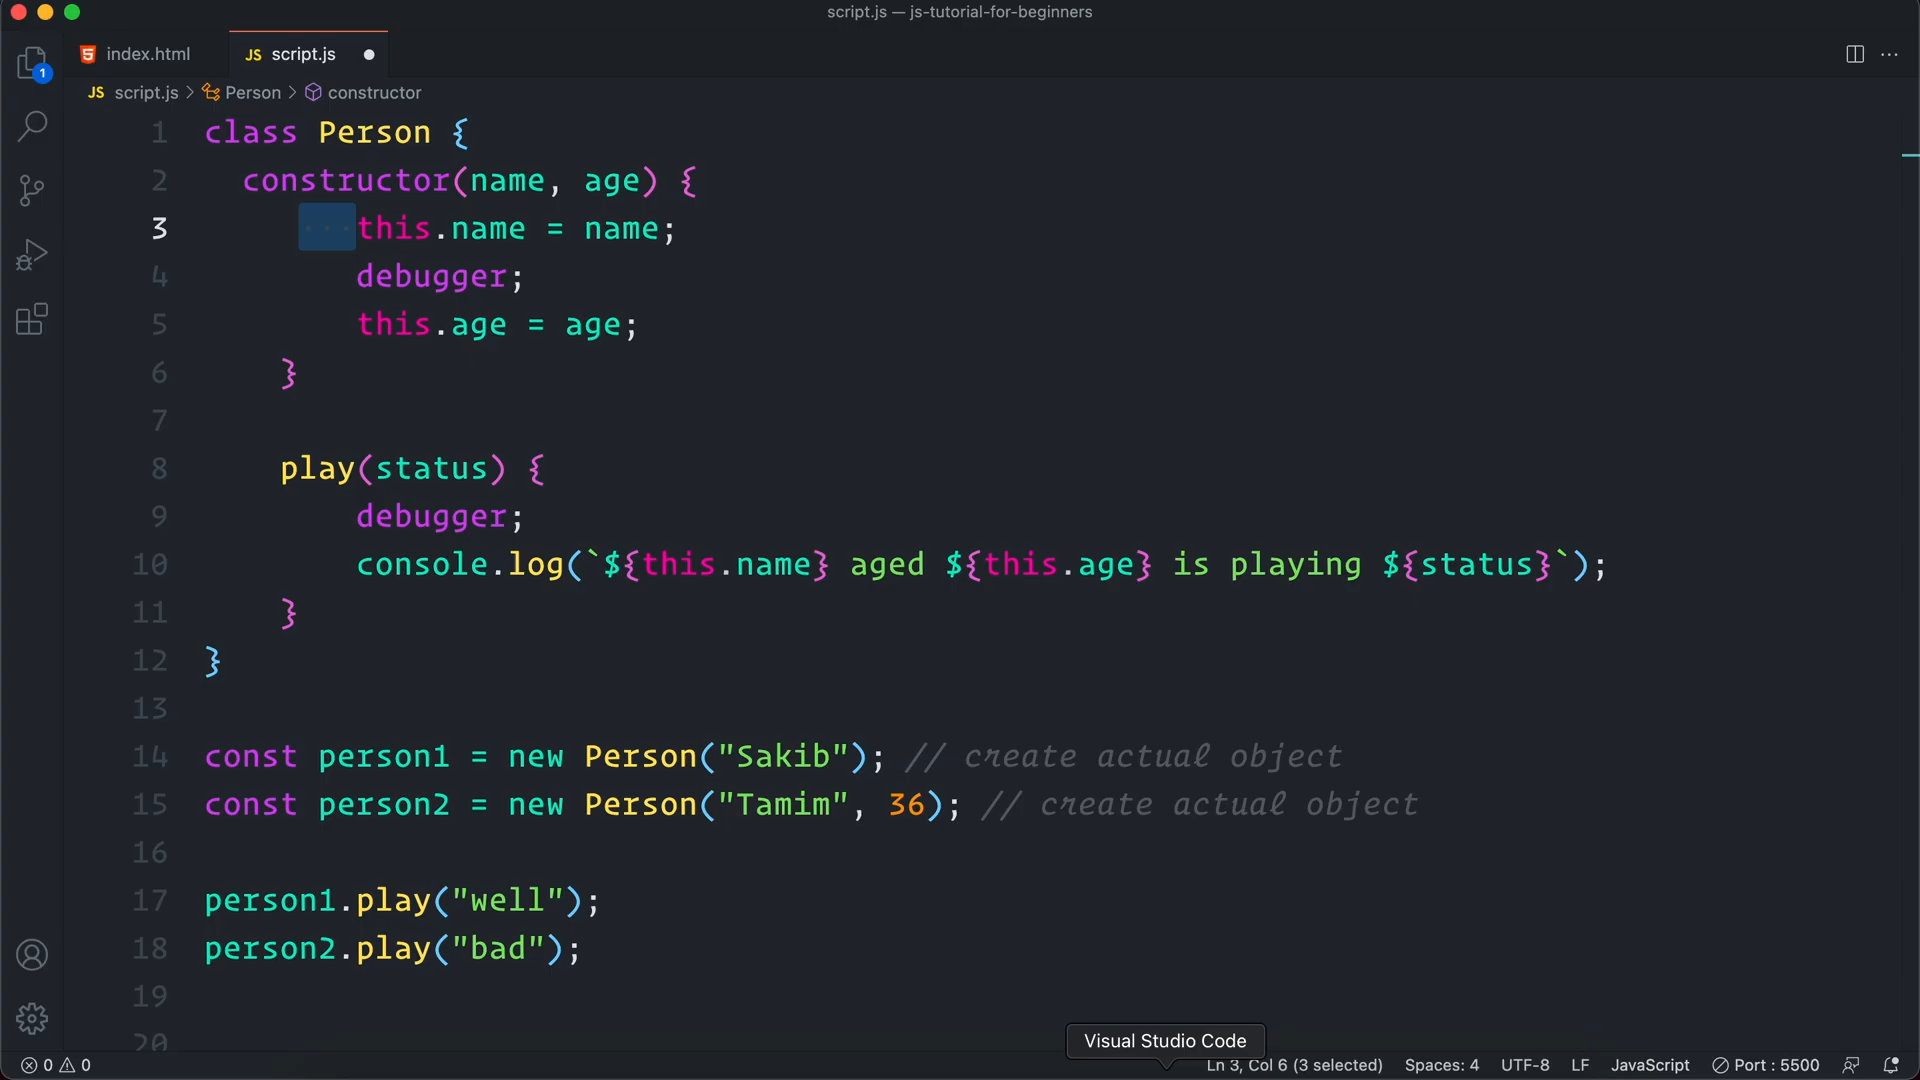 script.js — js-tutorial-for-beginners
index.html
JS script.js
JS script.js > Person > constructor
1
1 class Person {
2 constructor(name, age) {
3 ···this.name = name;
4 debugger;
5 this.age = age;
6 }
7
8 play(status) {
9 debugger;
10 console.log(`${this.name} aged ${this.age} is playing ${status}`);
11 }
12 }
13
14 const person1 = new Person("Sakib"); // create actual object
15 const person2 = new Person("Tamim", 36); // create actual object
16
17 person1.play("well");
18 person2.play("bad");
19
20
Visual Studio Code
0 0 Ln 3, Col 6 (3 selected) Spaces: 4 UTF-8 LF JavaScript Port : 5500